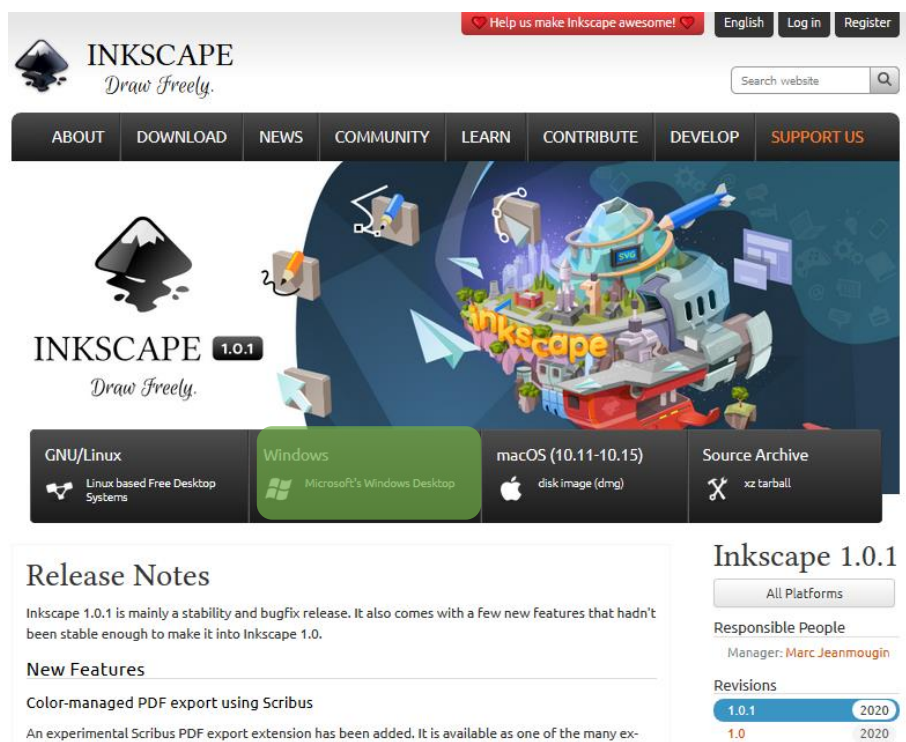 Help us make Inkscape awesome!
English
Log in
Register
INKSCAPE
Draw Freely.
Search website
ABOUT
DOWNLOAD
NEWS
COMMUNITY
LEARN
CONTRIBUTE
DEVELOP
SUPPORT US
SVG
inkscape
INKSCAPE 1.0.1
Draw Freely.
GNU/Linux
Linux based Free Desktop
Systems
Windows
Microsoft's Windows Desktop
macOS (10.11-10.15)
disk image (dmg)
Source Archive
xz tarball
Release Notes
Inkscape 1.0.1 is mainly a stability and bugfix release. It also comes with a few new features that hadn't
been stable enough to make it into Inkscape 1.0.
New Features
Color-managed PDF export using Scribus
An experimental Scribus PDF export extension has been added. It is available as one of the many ex-
Inkscape 1.0.1
All Platforms
Responsible People
Manager: Marc Jeanmougin
Revisions
1.0.1 2020
1.0 2020